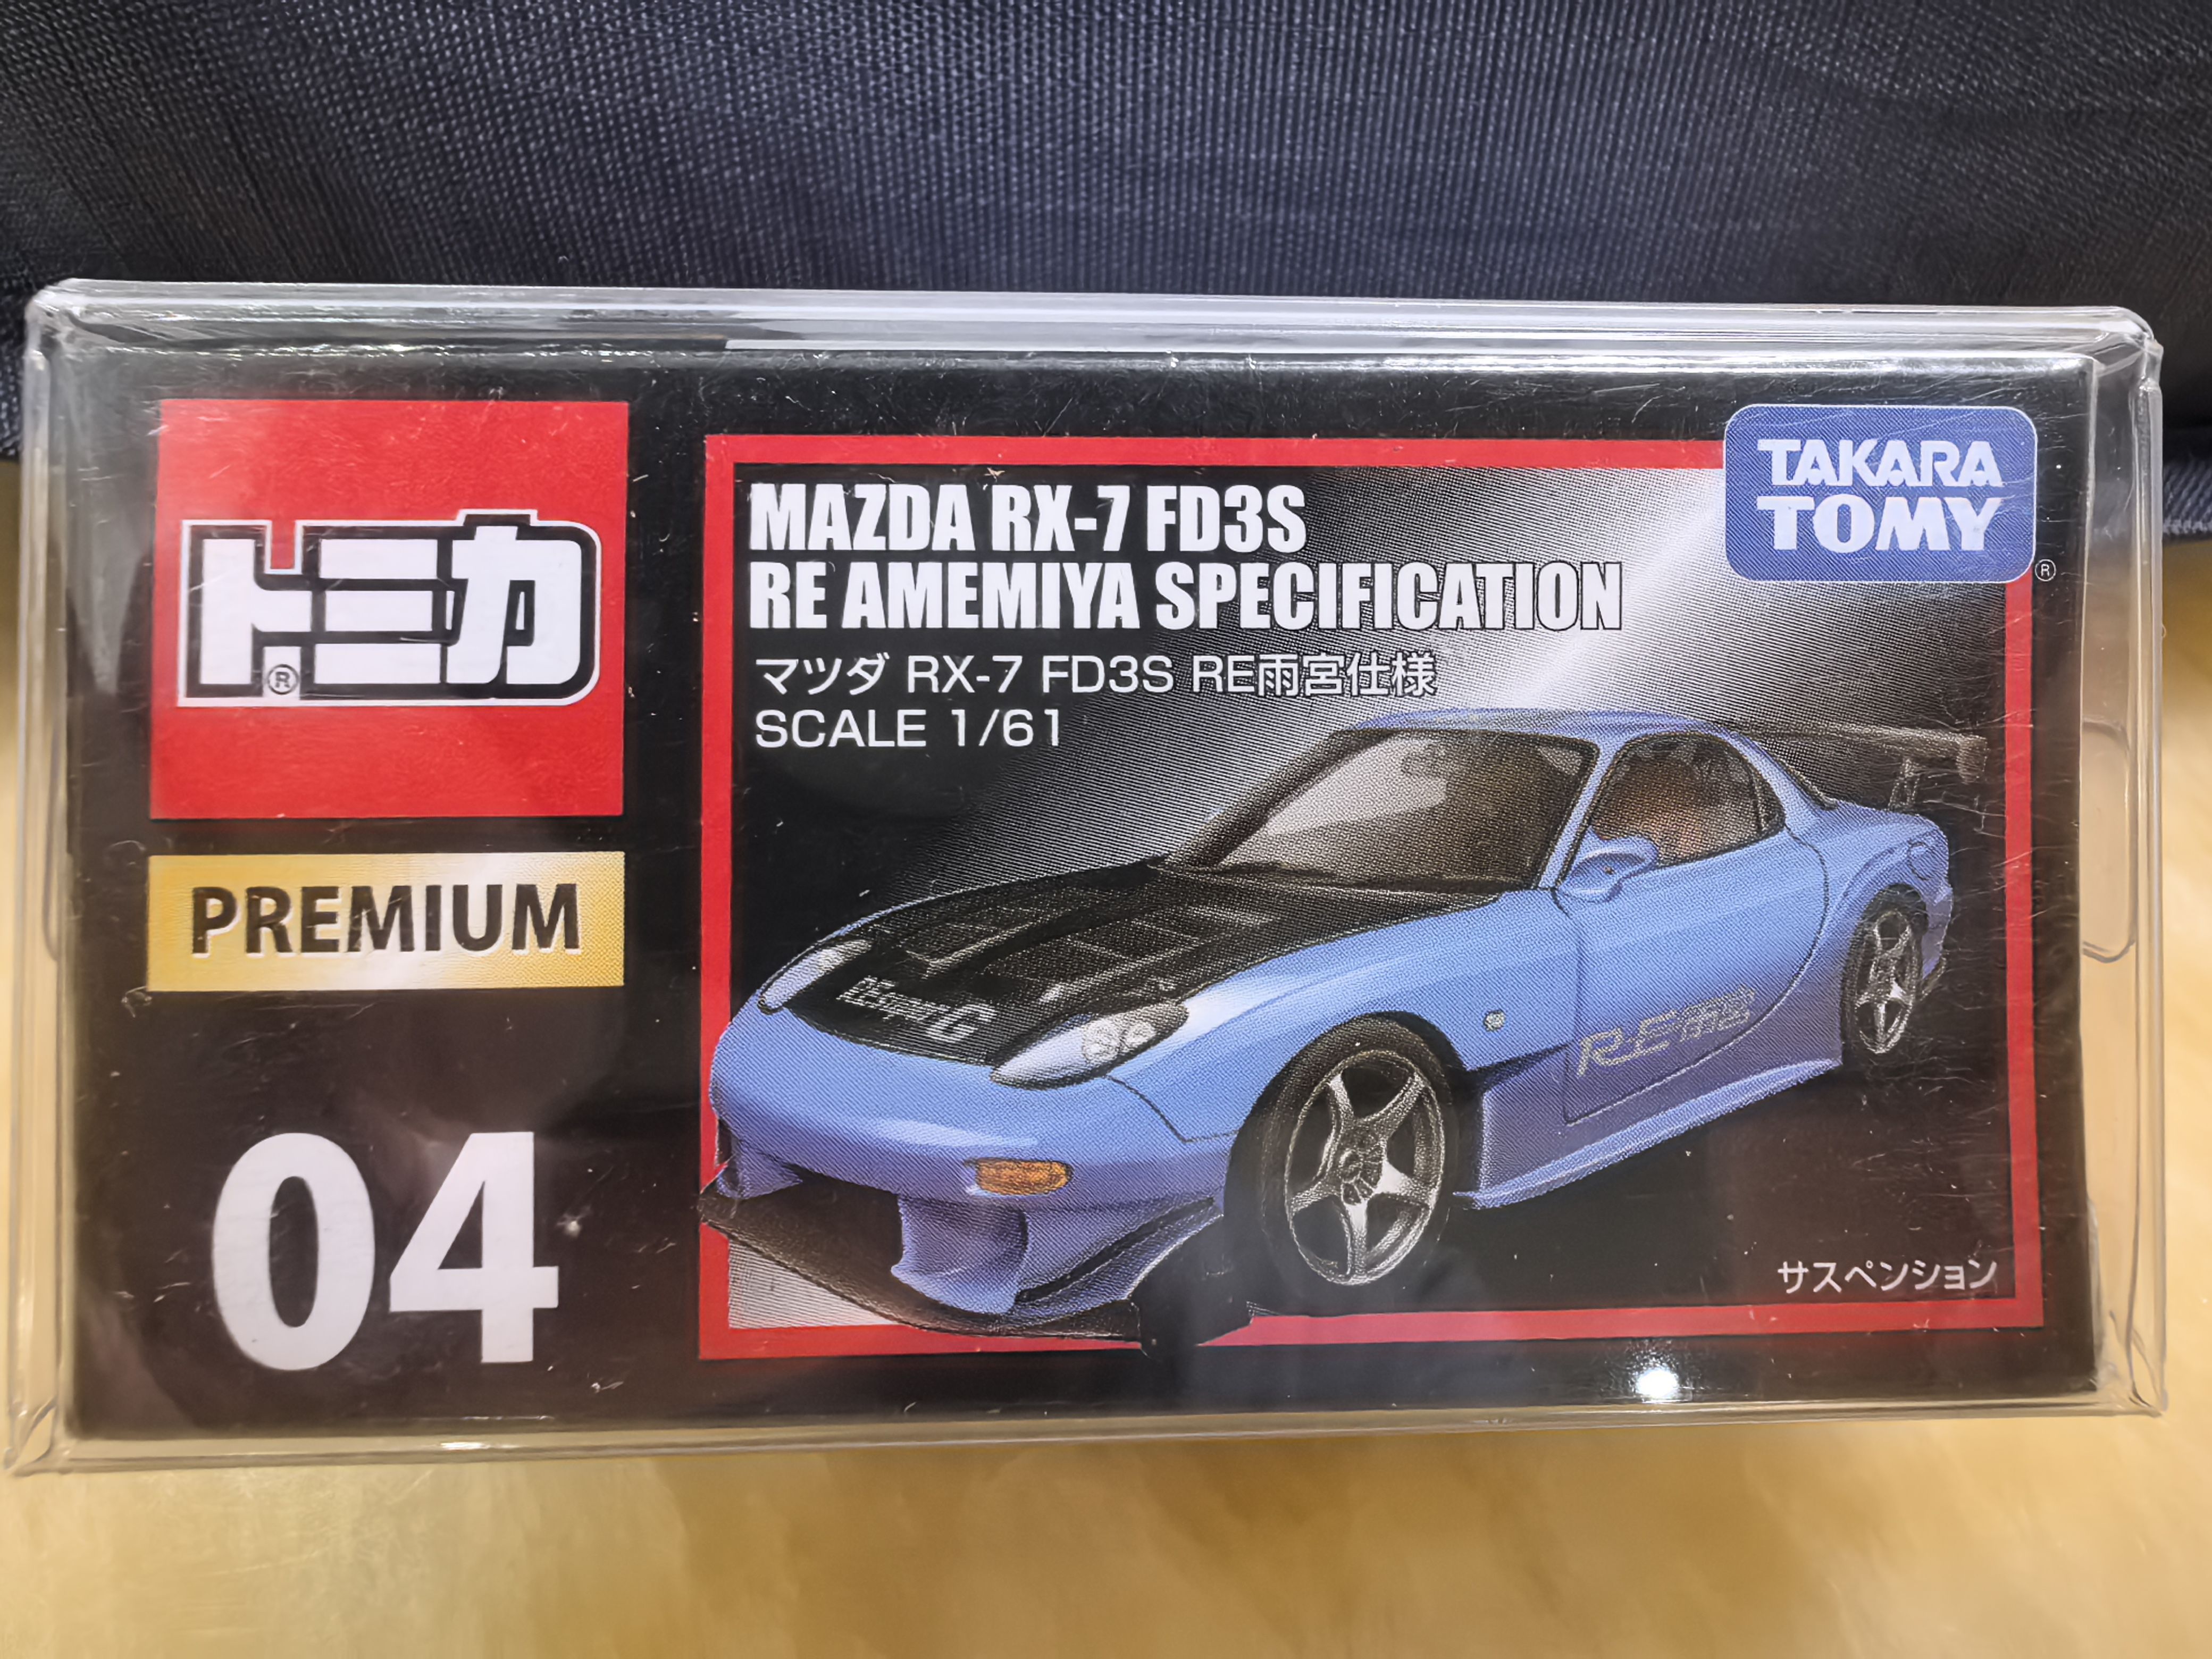 トミカ
®
PREMIUM
04
TAKARA
TOMY
®
MAZDA RX-7 FD3S
RE AMEMIYA SPECIFICATION
マツダ RX-7 FD3S RE雨宮仕様
SCALE 1/61
サスペンション